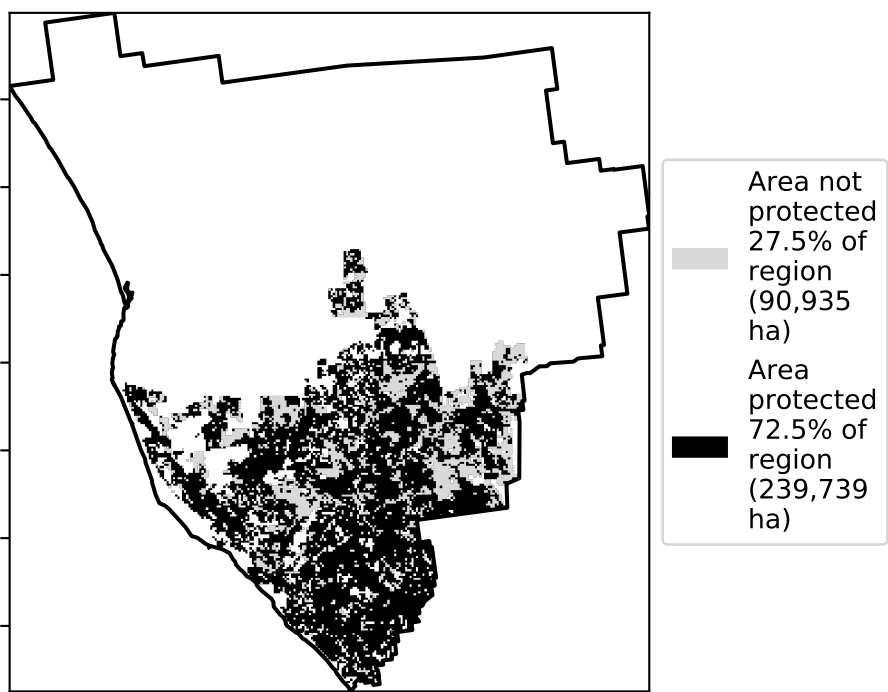 Area not
protected
27.5% of
region
(90,935
ha)
Area
protected
72.5% of
region
(239,739
ha)